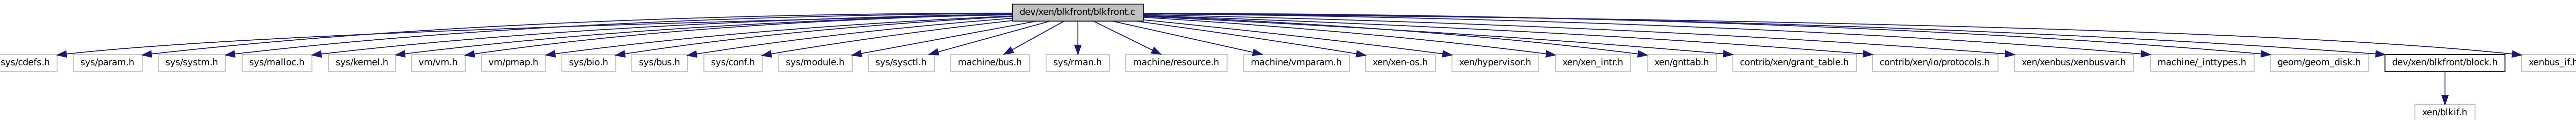 dev/xen/blkfront/blkfront.c
sys/cdefs.h
sys/param.h
sys/systm.h
sys/malloc.h
sys/kernel.h
vm/vm.h
vm/pmap.h
sys/bio.h
sys/bus.h
sys/conf.h
sys/module.h
sys/sysctl.h
machine/bus.h
sys/rman.h
machine/resource.h
machine/vmparam.h
xen/xen-os.h
xen/hypervisor.h
xen/xen_intr.h
xen/gnttab.h
contrib/xen/grant_table.h
contrib/xen/io/protocols.h
xen/xenbus/xenbusvar.h
machine/_inttypes.h
geom/geom_disk.h
dev/xen/blkfront/block.h
xenbus_if.h
xen/blkif.h